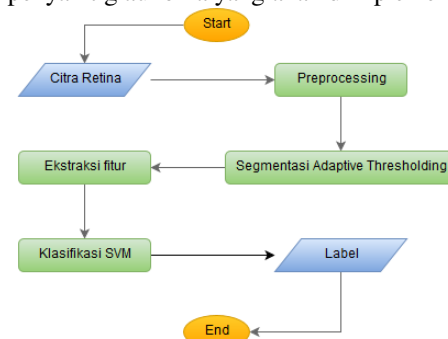 Start
Citra Retina
Preprocessing
Segmentasi Adaptive Thresholding
Ekstraksi fitur
Klasifikasi SVM
Label
End